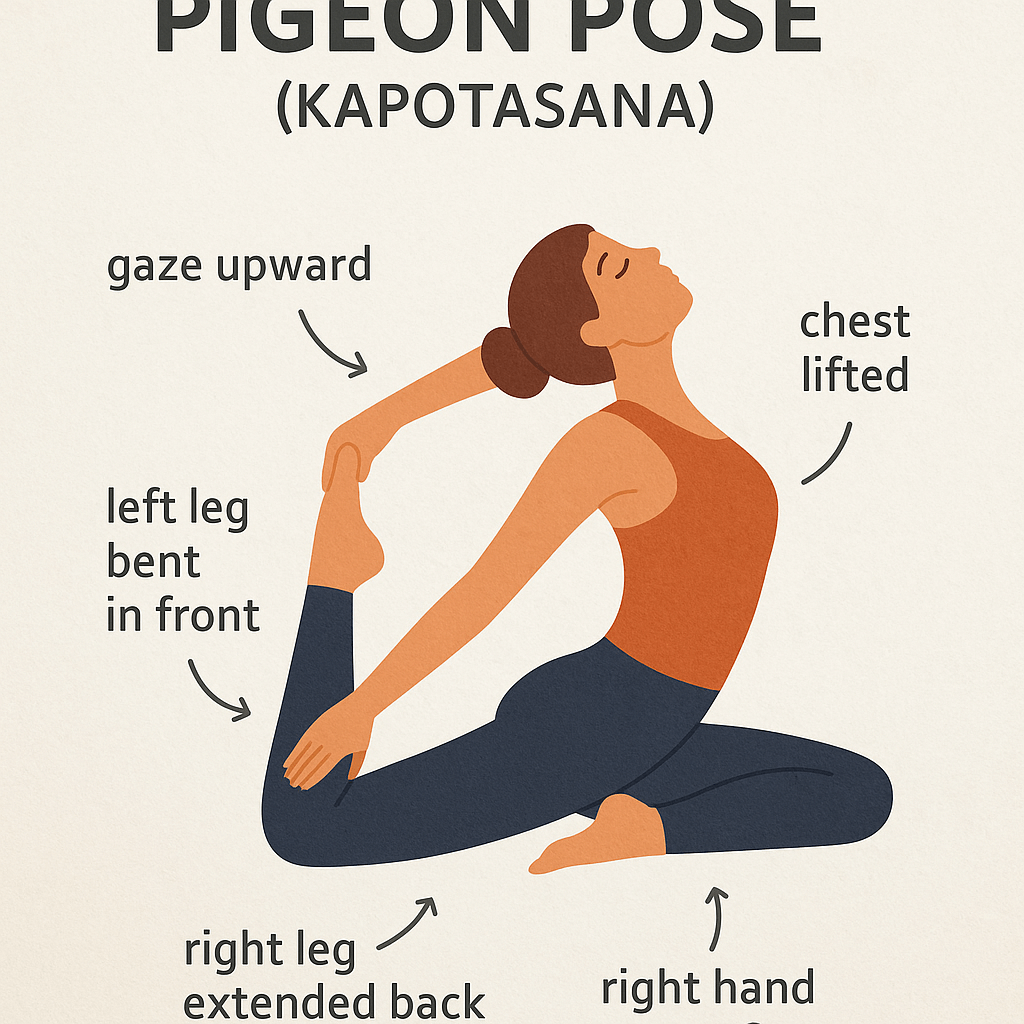 PIGEON POSE
(KAPOTASANA)
gaze upward
chest
lifted
left leg
bent
in front
right leg
extended back
right hand